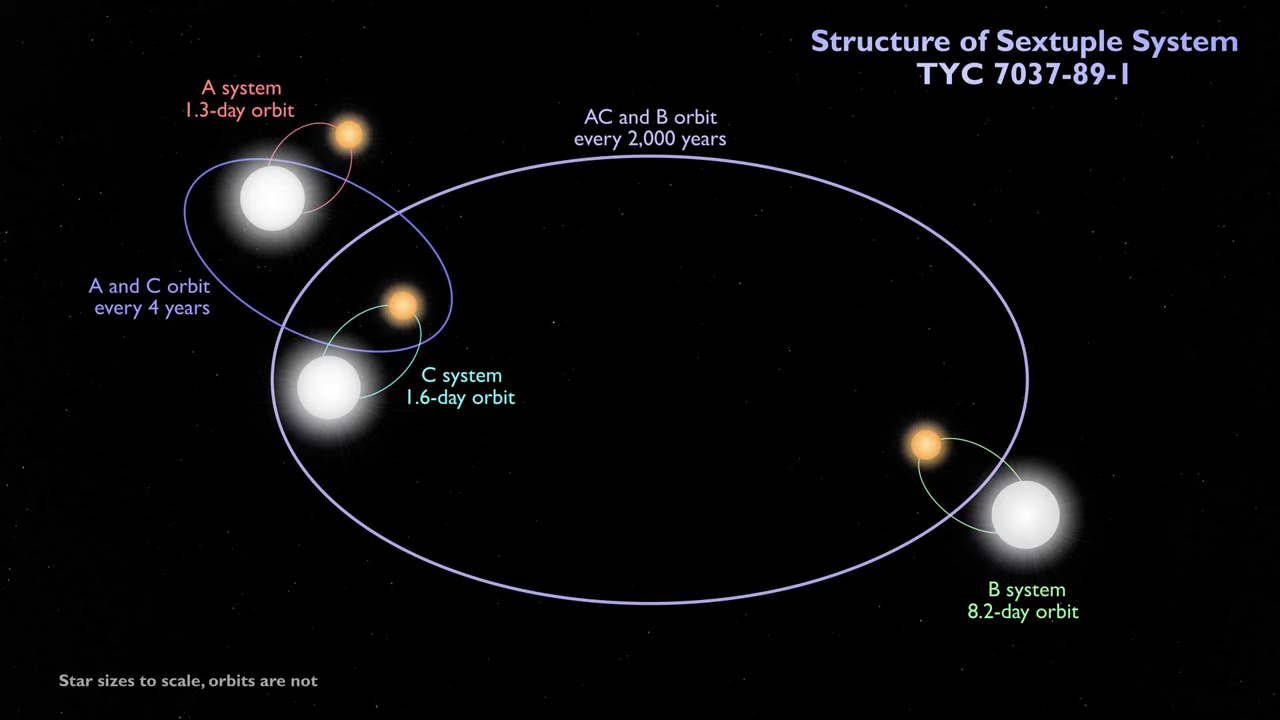 Structure of Sextuple System
TYC 7037-89-1
A system
1.3-day orbit
AC and B orbit
every 2,000 years
A and C orbit
every 4 years
C system
1.6-day orbit
B system
8.2-day orbit
Star sizes to scale, orbits are not